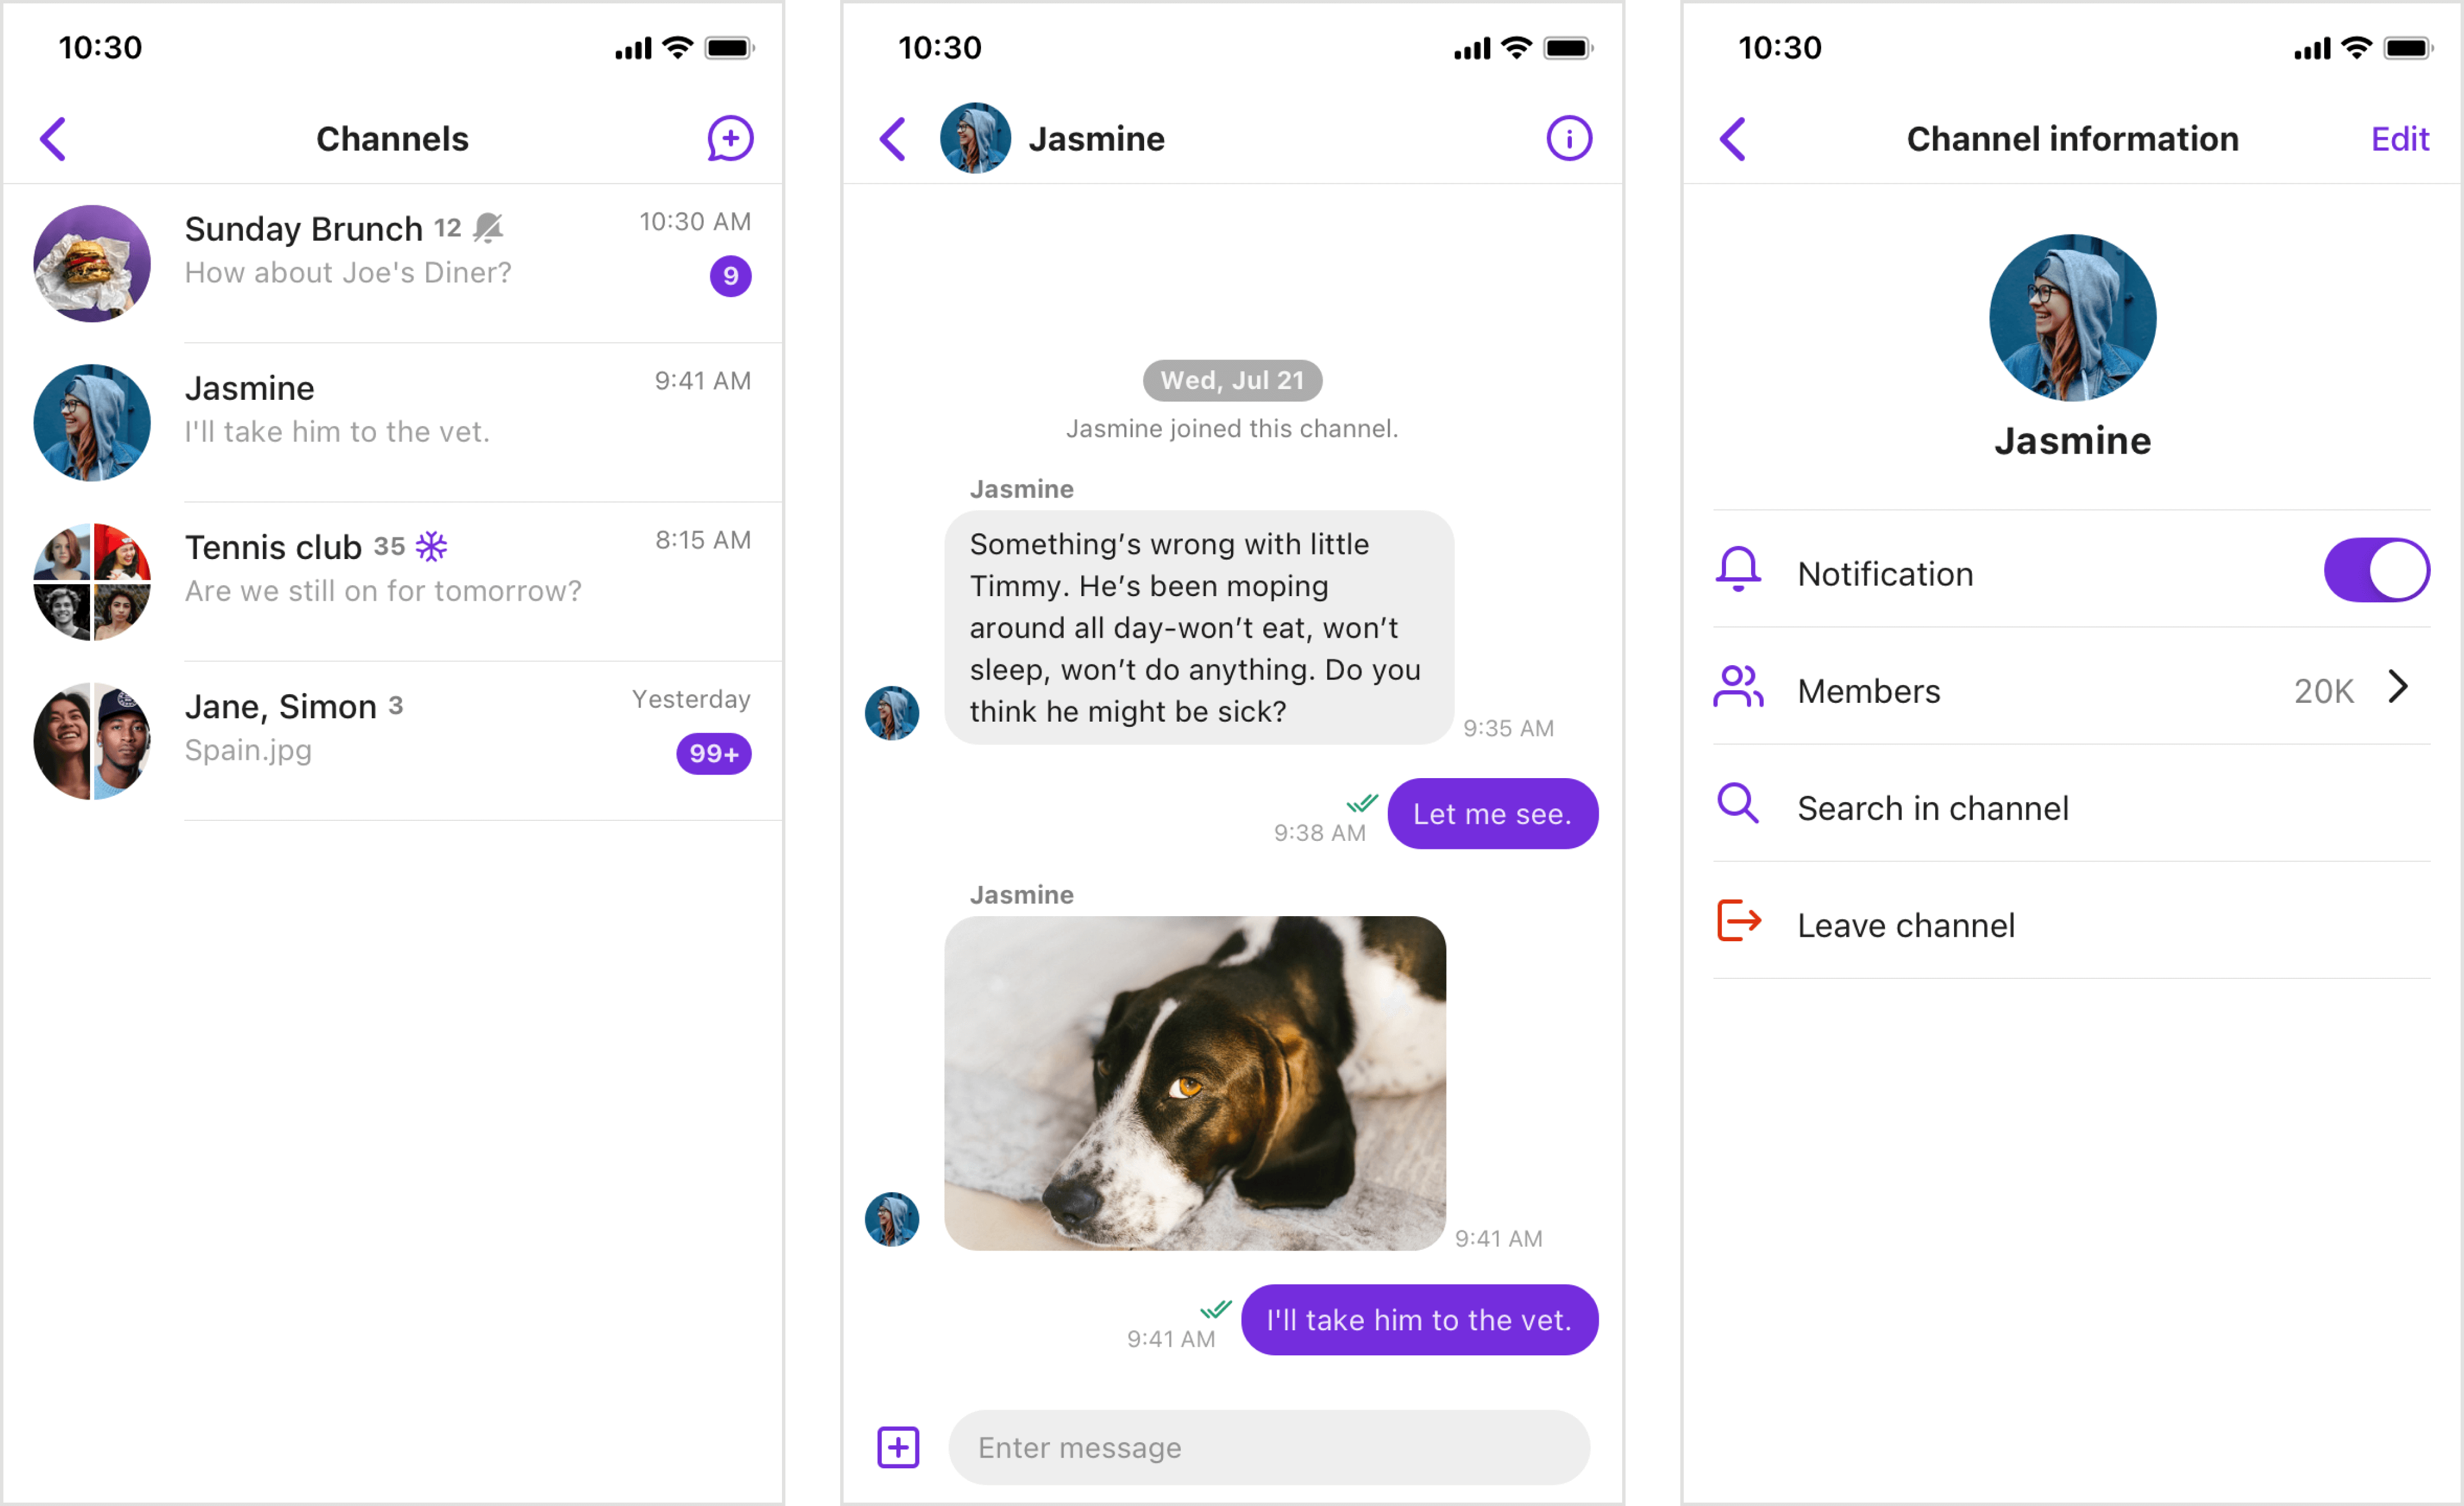 10:30
Channels
Sunday Brunch 12
10:30 AM
How about Joe's Diner?
9
Jasmine
9:41 AM
I'll take him to the vet.
Tennis club 35
8:15 AM
Are we still on for tomorrow?
Jane, Simon 3
Yesterday
Spain.jpg
99+
10:30
Jasmine
Wed, Jul 21
Jasmine joined this channel.
Jasmine
Something’s wrong with little
Timmy. He’s been moping
around all day-won’t eat, won’t
sleep, won’t do anything. Do you
think he might be sick?
9:35 AM
Let me see.
9:38 AM
Jasmine
9:41 AM
I'll take him to the vet.
9:41 AM
Enter message
10:30
Channel information
Edit
Jasmine
Notification
Members
20K
Search in channel
Leave channel